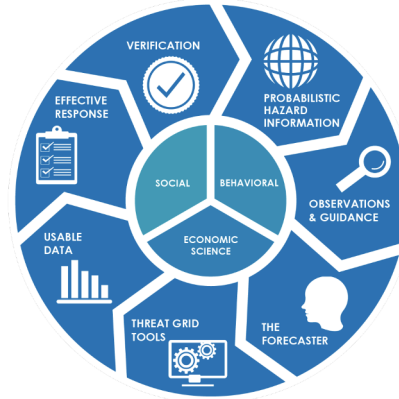 VERIFICATION
PROBABILISTIC
HAZARD
INFORMATION
OBSERVATIONS
& GUIDANCE
THE
FORECASTER
THREAT GRID
TOOLS
USABLE
DATA
EFFECTIVE
RESPONSE
SOCIAL
BEHAVIORAL
ECONOMIC
SCIENCE